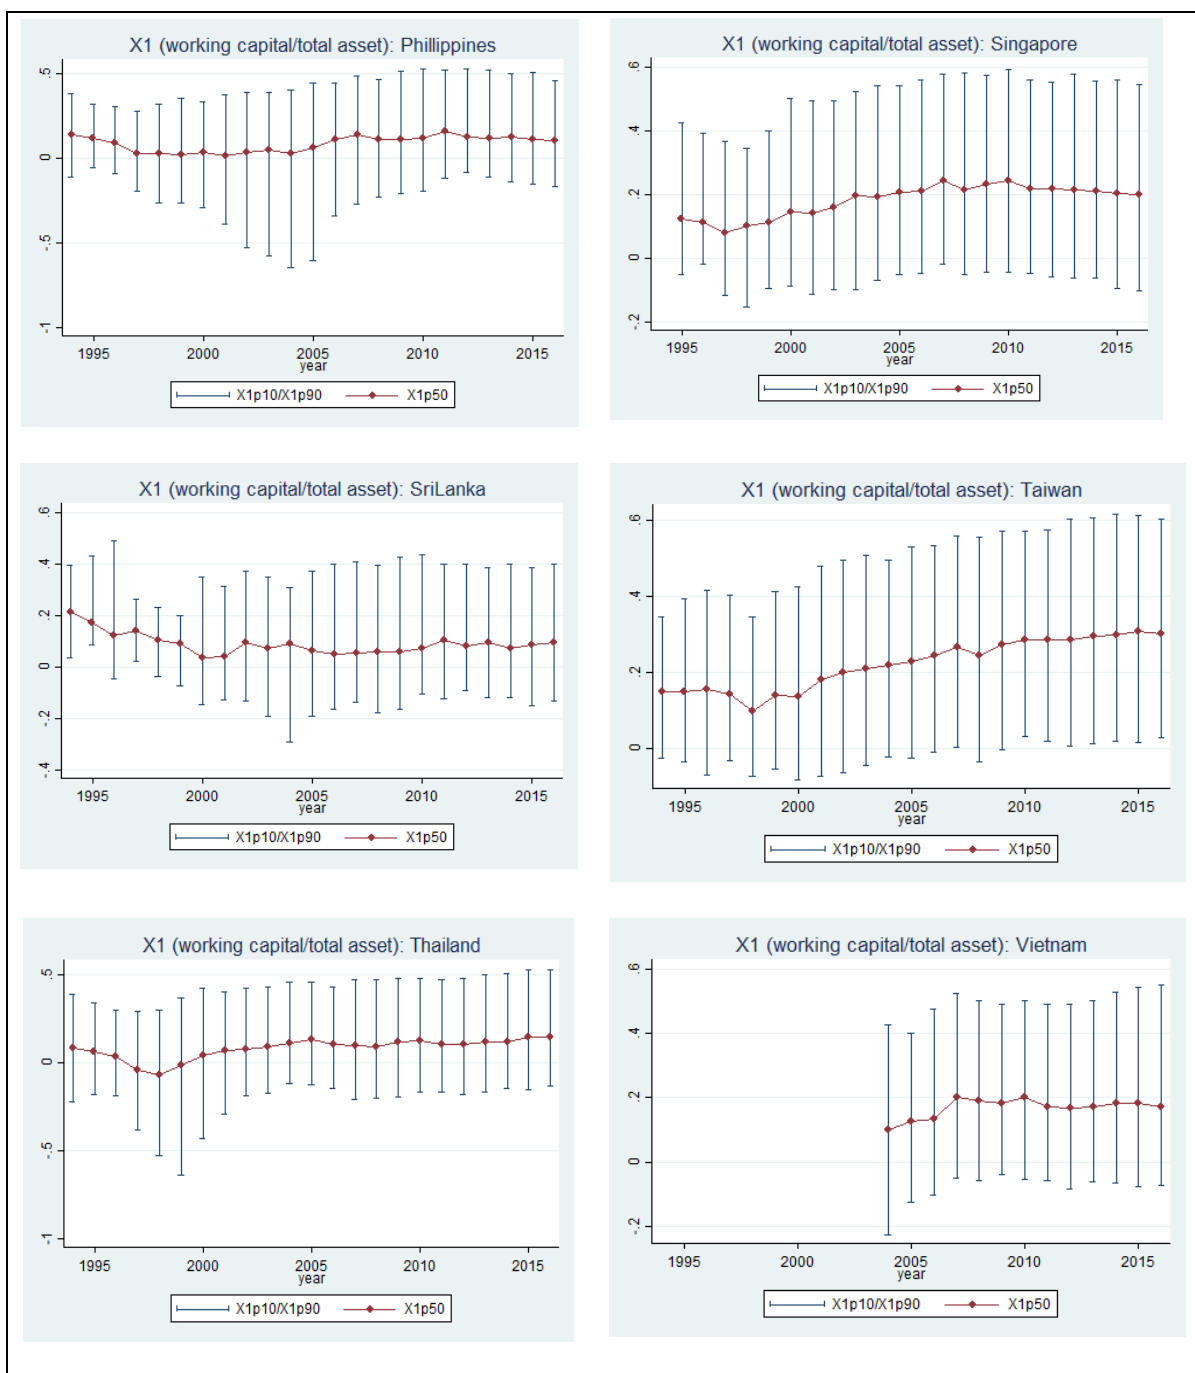 X1 (working capital/total asset): Phillippines
.5
0
-.5
-1
1995 2000 2005 2010 2015
year
X1p10/X1p90 X1p50
X1 (working capital/total asset): Singapore
.6
.4
.2
0
-.2
1995 2000 2005 2010 2015
year
X1p10/X1p90 X1p50
X1 (working capital/total asset): SriLanka
.6
.4
.2
0
-.2
-.4
1995 2000 2005 2010 2015
year
X1p10/X1p90 X1p50
X1 (working capital/total asset): Taiwan
.6
.4
.2
0
1995 2000 2005 2010 2015
year
X1p10/X1p90 X1p50
X1 (working capital/total asset): Thailand
.5
0
-.5
-1
1995 2000 2005 2010 2015
year
X1p10/X1p90 X1p50
X1 (working capital/total asset): Vietnam
.6
.4
.2
0
-.2
1995 2000 2005 2010 2015
year
X1p10/X1p90 X1p50